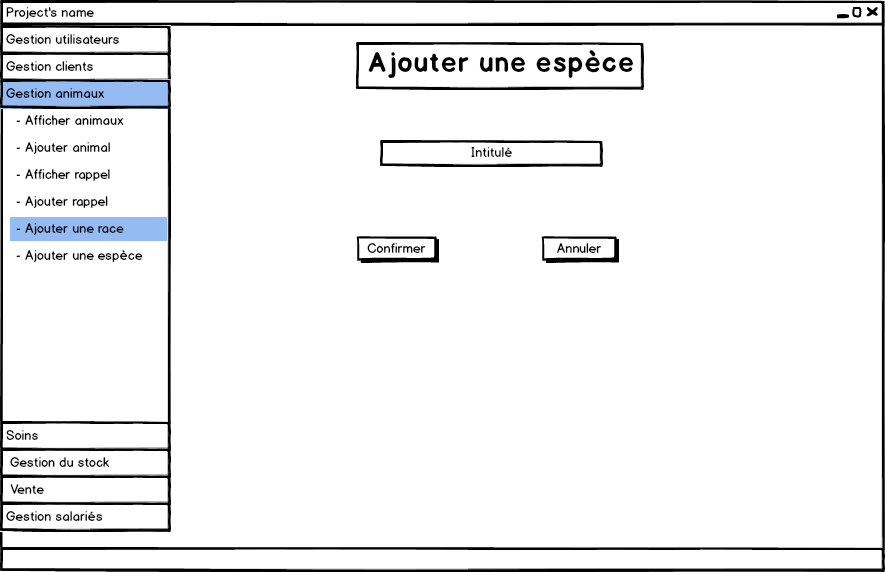 Project's name
Gestion utilisateurs
Gestion clients
Gestion animaux
- Afficher animaux
- Ajouter animal
- Afficher rappel
- Ajouter rappel
- Ajouter une race
- Ajouter une espèce
Soins
Gestion du stock
Vente
Gestion salariés
Ajouter une espèce
Intitulé
Confirmer
Annuler